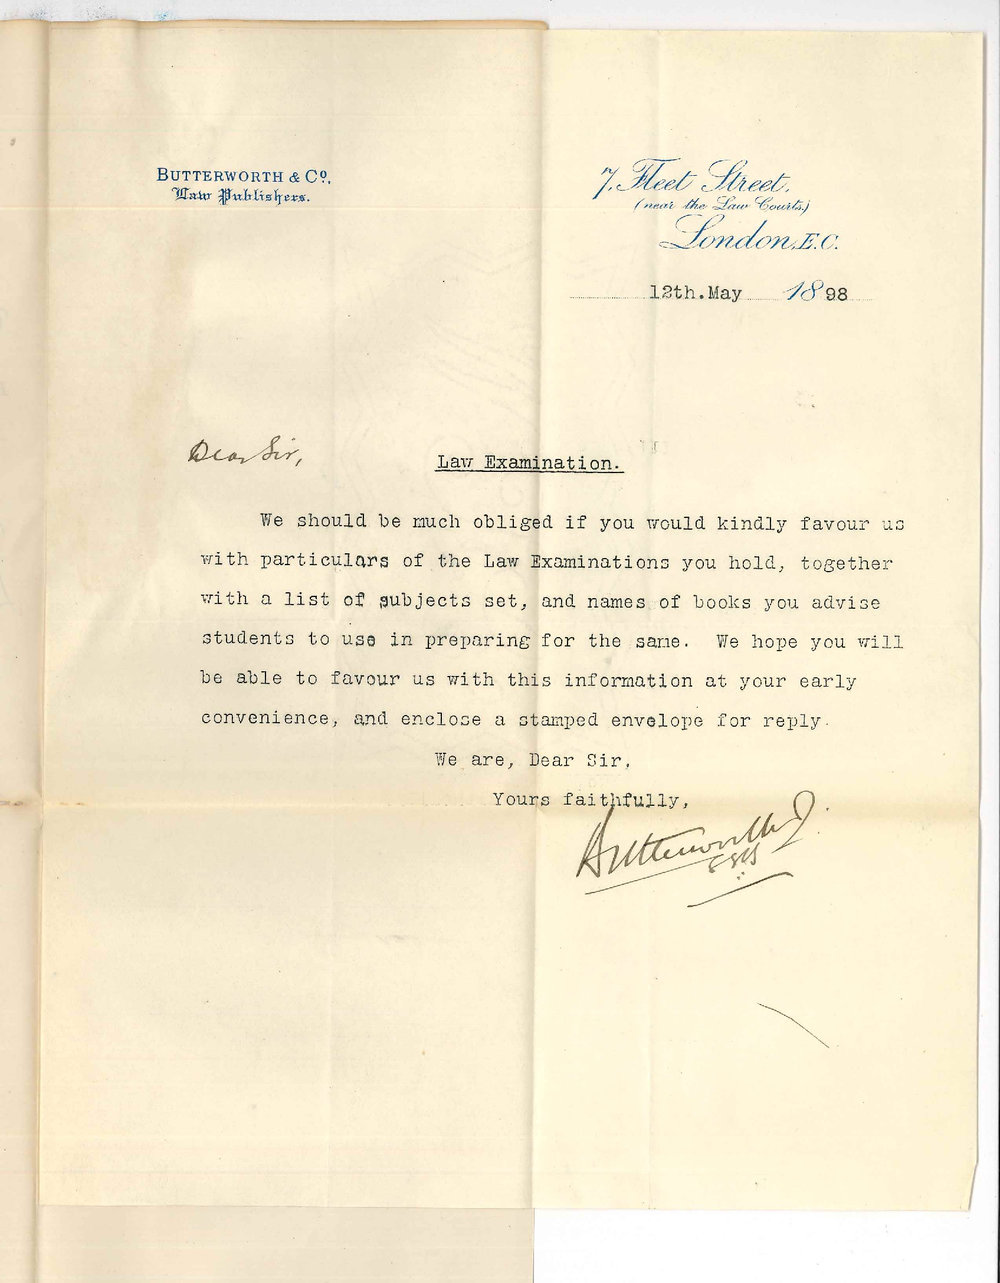 BUTTERWORTH & Co.,
Law Publishers.
7, Fleet Street,
(near the Law Courts)
London, E.C.
12th. May 1898
Dear Sir,
Law Examination.
We should be much obliged if you would kindly favour us
with particulars of the Law Examinations you hold, together
with a list of subjects set, and names of books you advise
students to use in preparing for the same. We hope you will
be able to favour us with this information at your early
convenience, and enclose a stamped envelope for reply.
We are, Dear Sir,
Yours faithfully,
Butterworth